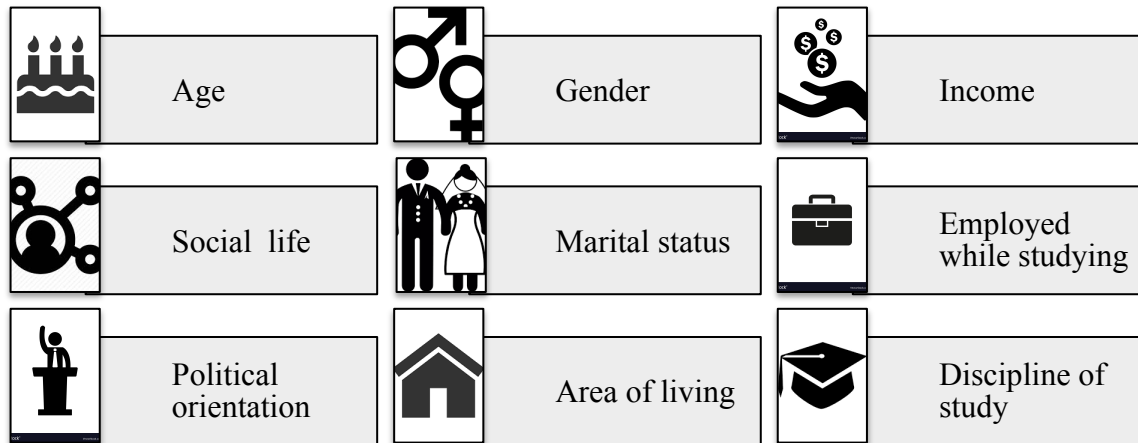 Age
Gender
Income
Social life
Marital status
Employed
while studying
Political
orientation
Area of living
Discipline of
study